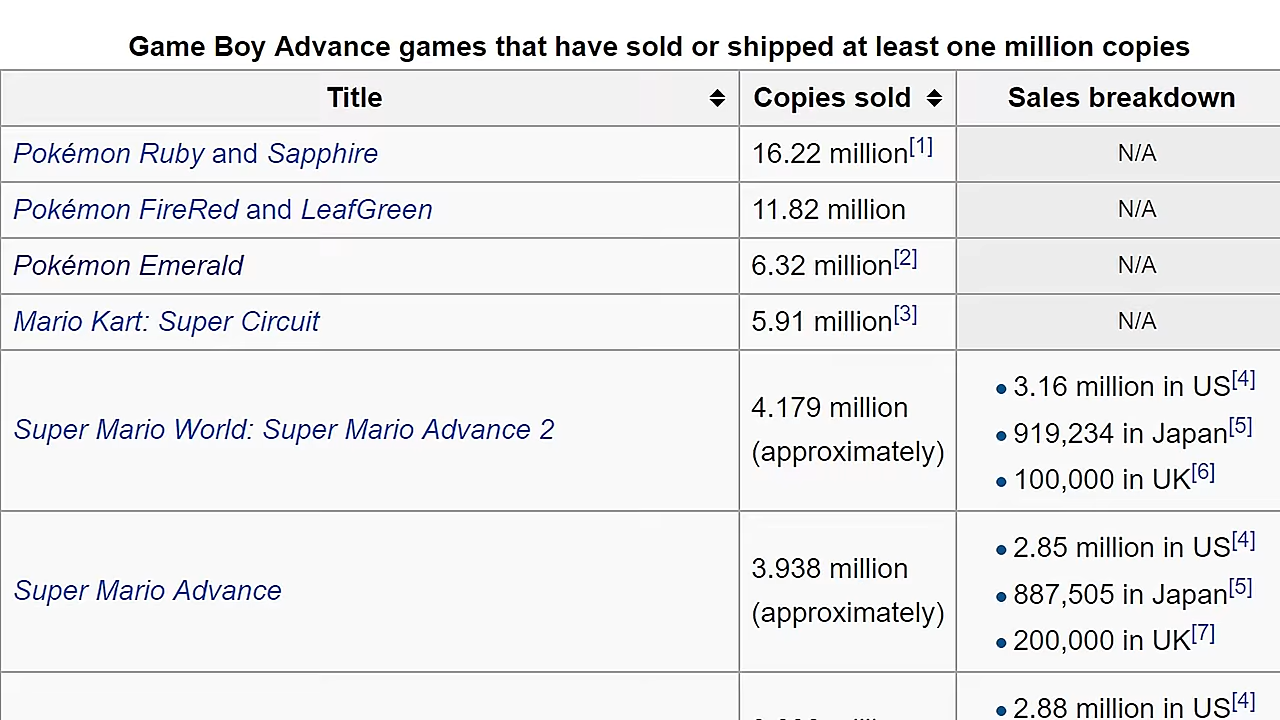 Game Boy Advance games that have sold or shipped at least one million copies
Title Copies sold Sales breakdown
Pokémon Ruby and Sapphire 16.22 million[1] N/A
Pokémon FireRed and LeafGreen 11.82 million N/A
Pokémon Emerald 6.32 million[2] N/A
Mario Kart: Super Circuit 5.91 million[3] N/A
Super Mario World: Super Mario Advance 2
4.179 million
(approximately)
• 3.16 million in US[4]
• 919,234 in Japan[5]
• 100,000 in UK[6]
Super Mario Advance
3.938 million
(approximately)
• 2.85 million in US[4]
• 887,505 in Japan[5]
• 200,000 in UK[7]
• 2.88 million in US[4]